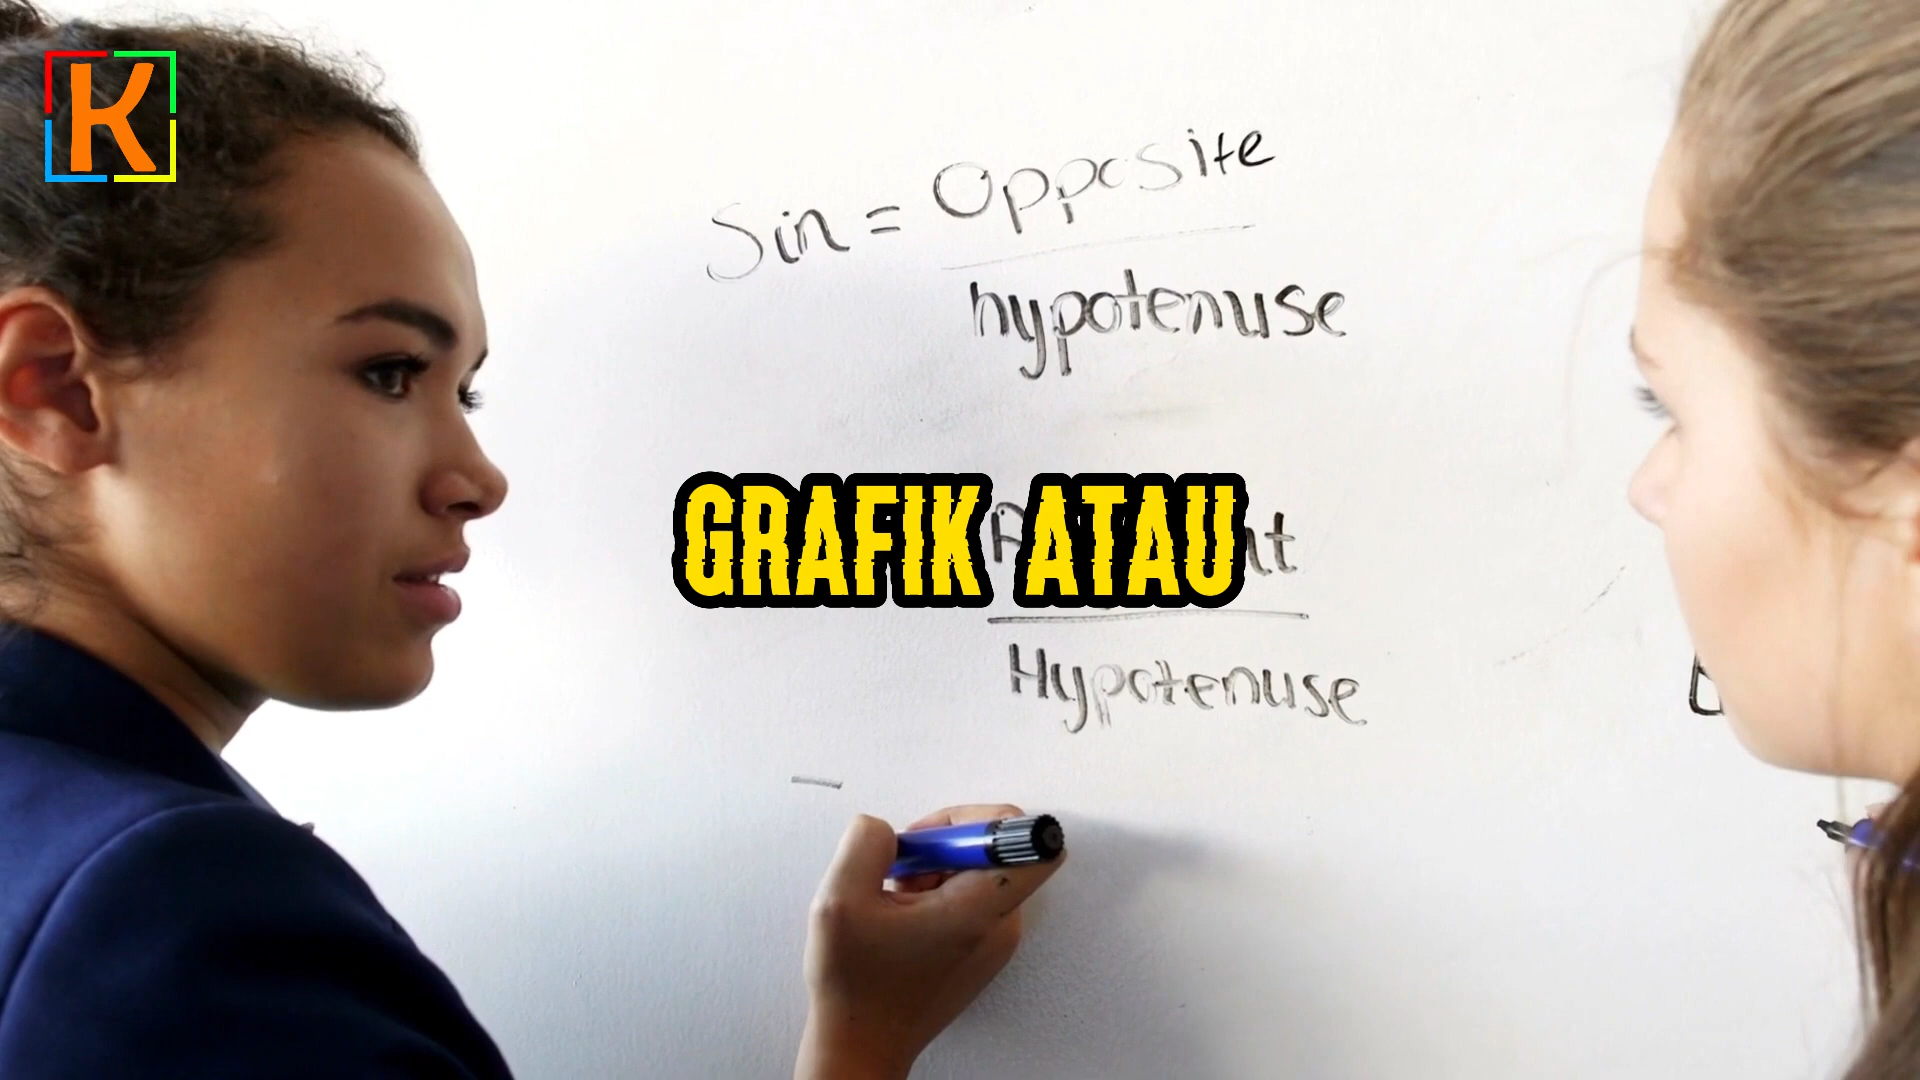 K
Sin = Opposite
hypotenuse
GRAFIK ATAU
Hypotenuse